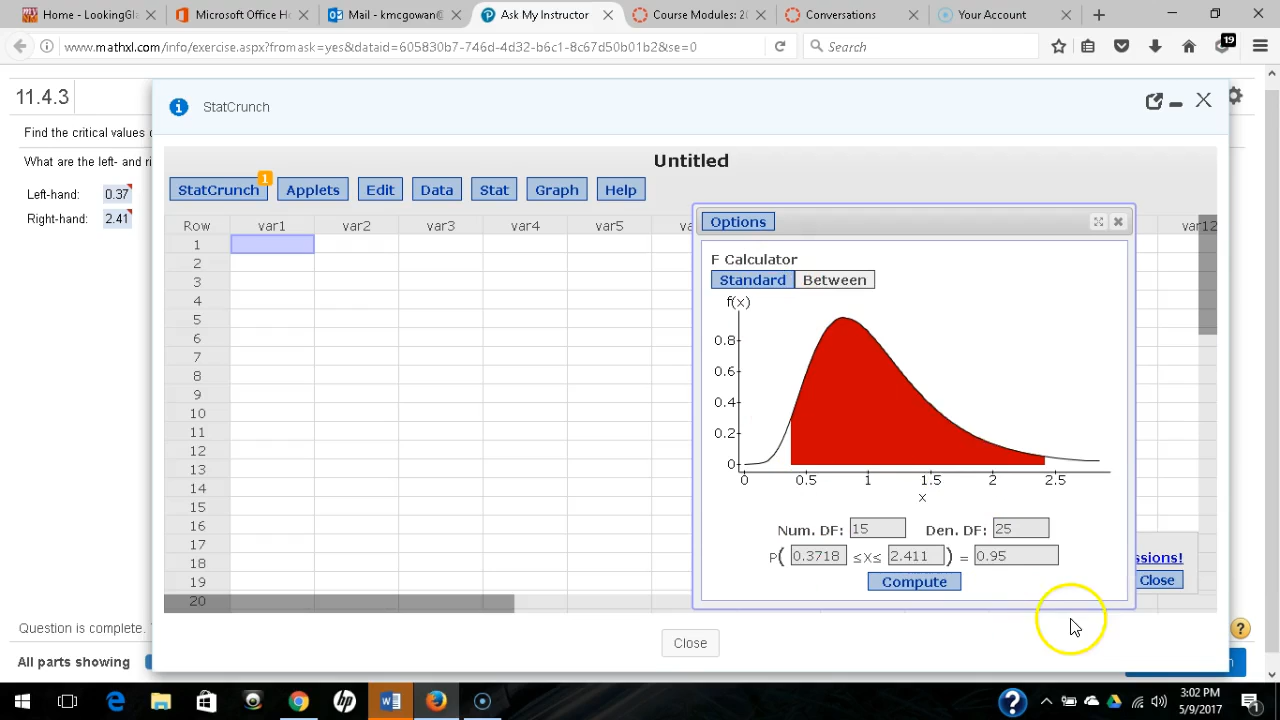 HOME - LookingGla
Microsoft Office Hom
Mail - kmcgowan@
Ask My Instructor
Course Modules: 2(
Conversations
Your Account
www.mathxl.com/info/exercise.aspx?fromask=yes&dataid=605830b7-746d-4d32-b6c1-8c67d50b01b2&se=0
Search
19
11.4.3
StatCrunch
Find the critical values
What are the left- and ri
Left-hand: 0.37
Right-hand: 2.41
Untitled
StatCrunch 1 Applets Edit Data Stat Graph Help
Row var1 var2 var3 var4 var5 va var12
1
2
3
4
5
6
7
8
9
10
11
12
13
14
15
16
17
18
19
20
Options
F Calculator
Standard Between
f(x)
0.8
0.6
0.4
0.2
0
0 0.5 1 1.5 2 2.5
x
Num. DF: 15 Den. DF: 25
P( 0.3718 ≤X≤ 2.411 ) = 0.95
Compute
ssions!
Close
Close
Question is complete.
All parts showing
?
3:02 PM
5/9/2017
1